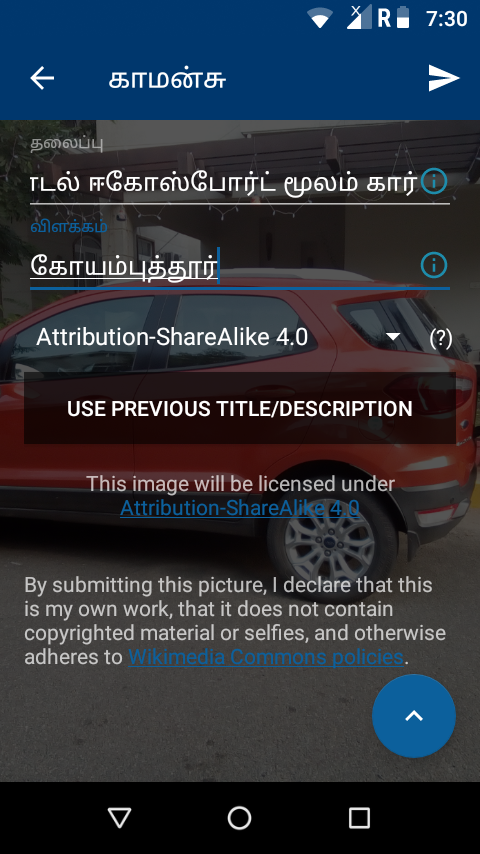 R 7:30
காமன்சு
தலைப்பு
டல் ஈகோஸ்போர்ட் மூலம் கார்
விளக்கம்
கோயம்புத்தூர்
Attribution-ShareAlike 4.0 (?)
USE PREVIOUS TITLE/DESCRIPTION
This image will be licensed under
Attribution-ShareAlike 4.0
By submitting this picture, I declare that this
is my own work, that it does not contain
copyrighted material or selfies, and otherwise
adheres to Wikimedia Commons policies.